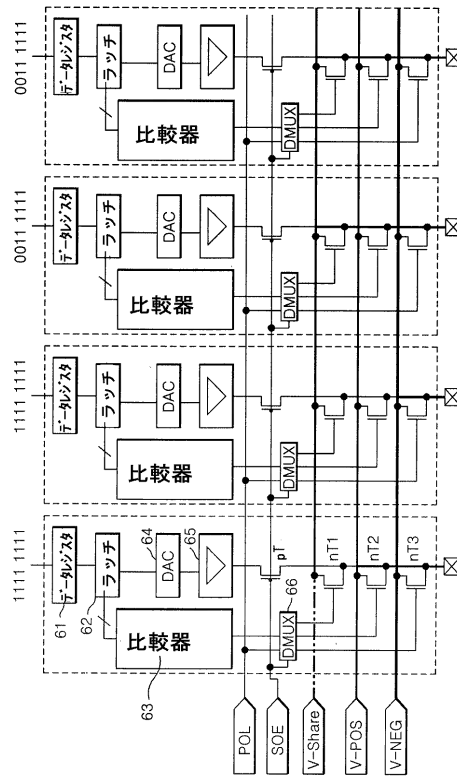 0011 1111
データレジスタ
ラッチ
DAC
比較器
DMUX
0011 1111
データレジスタ
ラッチ
DAC
比較器
DMUX
1111 1111
データレジスタ
ラッチ
DAC
比較器
DMUX
1111 1111
データレジスタ
61
ラッチ
62
DAC
64
65
比較器
63
DMUX
66
pT
nT1
nT2
nT3
POL
SOE
V-Share
V-POS
V-NEG